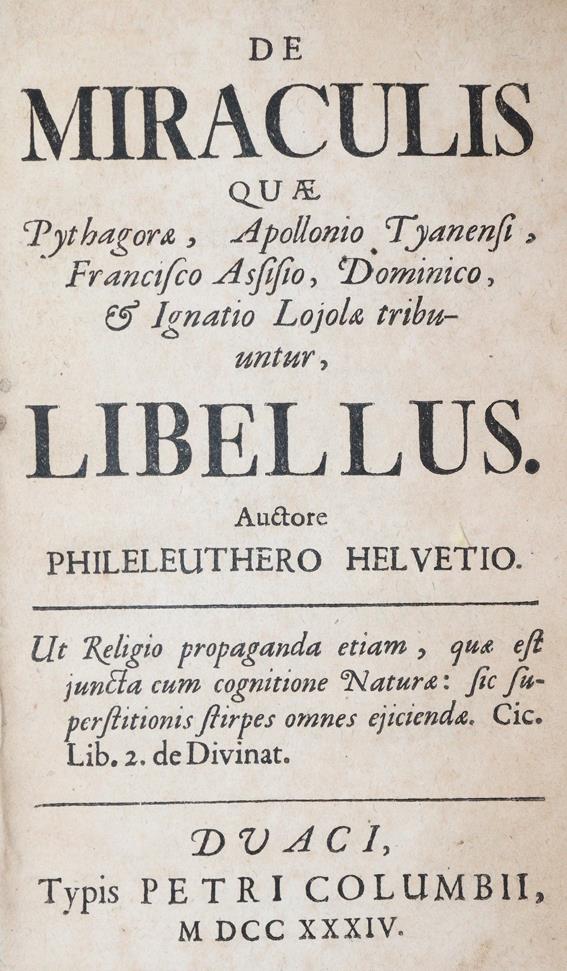 DE
MIRACULIS
QUÆ
Pythagoræ, Apollonio Tyanenſi,
Franciſco Aſſiſio, Dominico,
& Ignatio Lojolæ tribu-
untur,
LIBELLUS.
Auctore
PHILELEUTHERO HELVETIO.
Ut Religio propaganda etiam, quæ eſt
juncta cum cognitione Naturæ: ſic ſu-
perſtitionis ſtirpes omnes ejiciendæ. Cic.
Lib. 2. de Divinat.
DVACI,
Typis PETRI COLUMBII,
M DCC XXXIV.